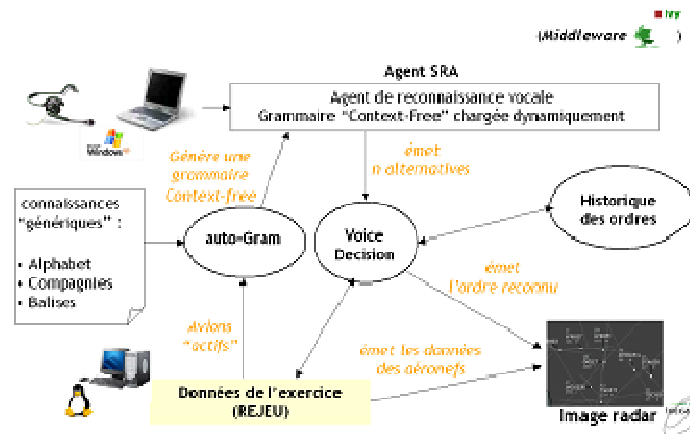 Ivy
(Middleware )
Agent SRA
Agent de reconnaissance vocale
Grammaire “Context-Free” chargée dynamiquement
Windows
Génère une
grammaire
Context-free
émet
n alternatives
connaissances
“génériques” :
• Alphabet
• Compagnies
• Balises
auto-Gram
Voice
Decision
Historique
des ordres
émet
l'ordre reconnu
Avions
“actifs”
émet les données
des aéronefs
Données de l'exercice
(REJEU)
Image radar